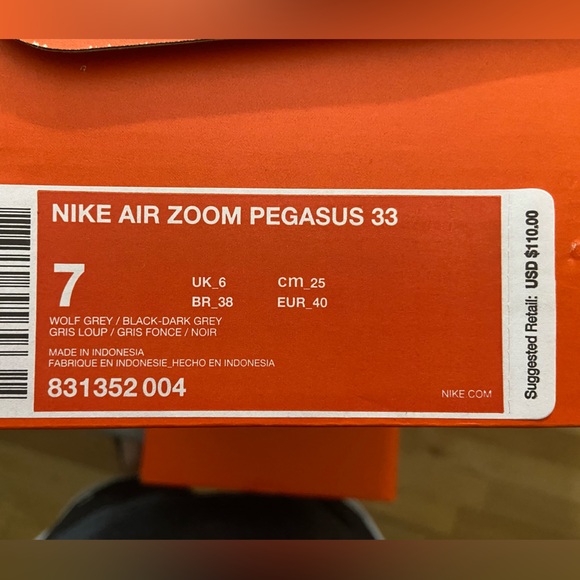 NIKE AIR ZOOM PEGASUS 33
7
UK_6 cm_25
BR_38 EUR_40
WOLF GREY / BLACK-DARK GREY
GRIS LOUP / GRIS FONCE / NOIR
MADE IN INDONESIA
FABRIQUE EN INDONESIE_HECHO EN INDONESIA
831352 004
NIKE.COM
Suggested Retail: USD $110.00